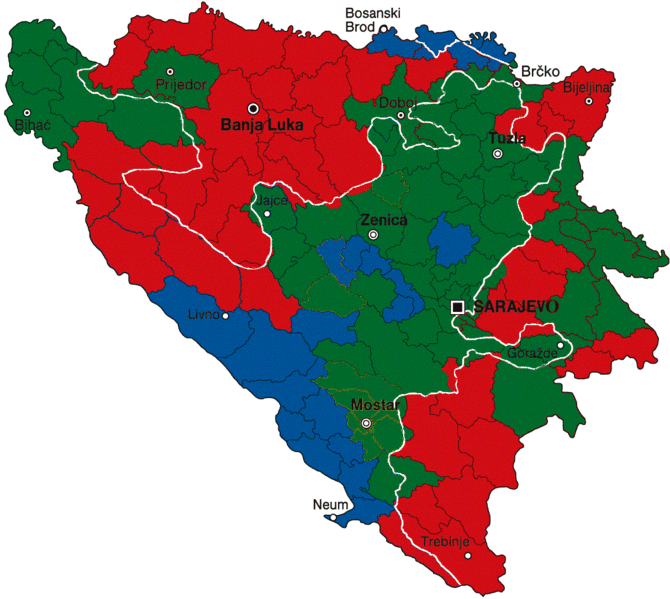 Bosanski
Brod
Brčko
Prijedor
Bijeljina
Doboj
Bihać
Banja Luka
Tuzla
Jajce
Zenica
SARAJEVO
Livno
Goražde
Mostar
Neum
Trebinje